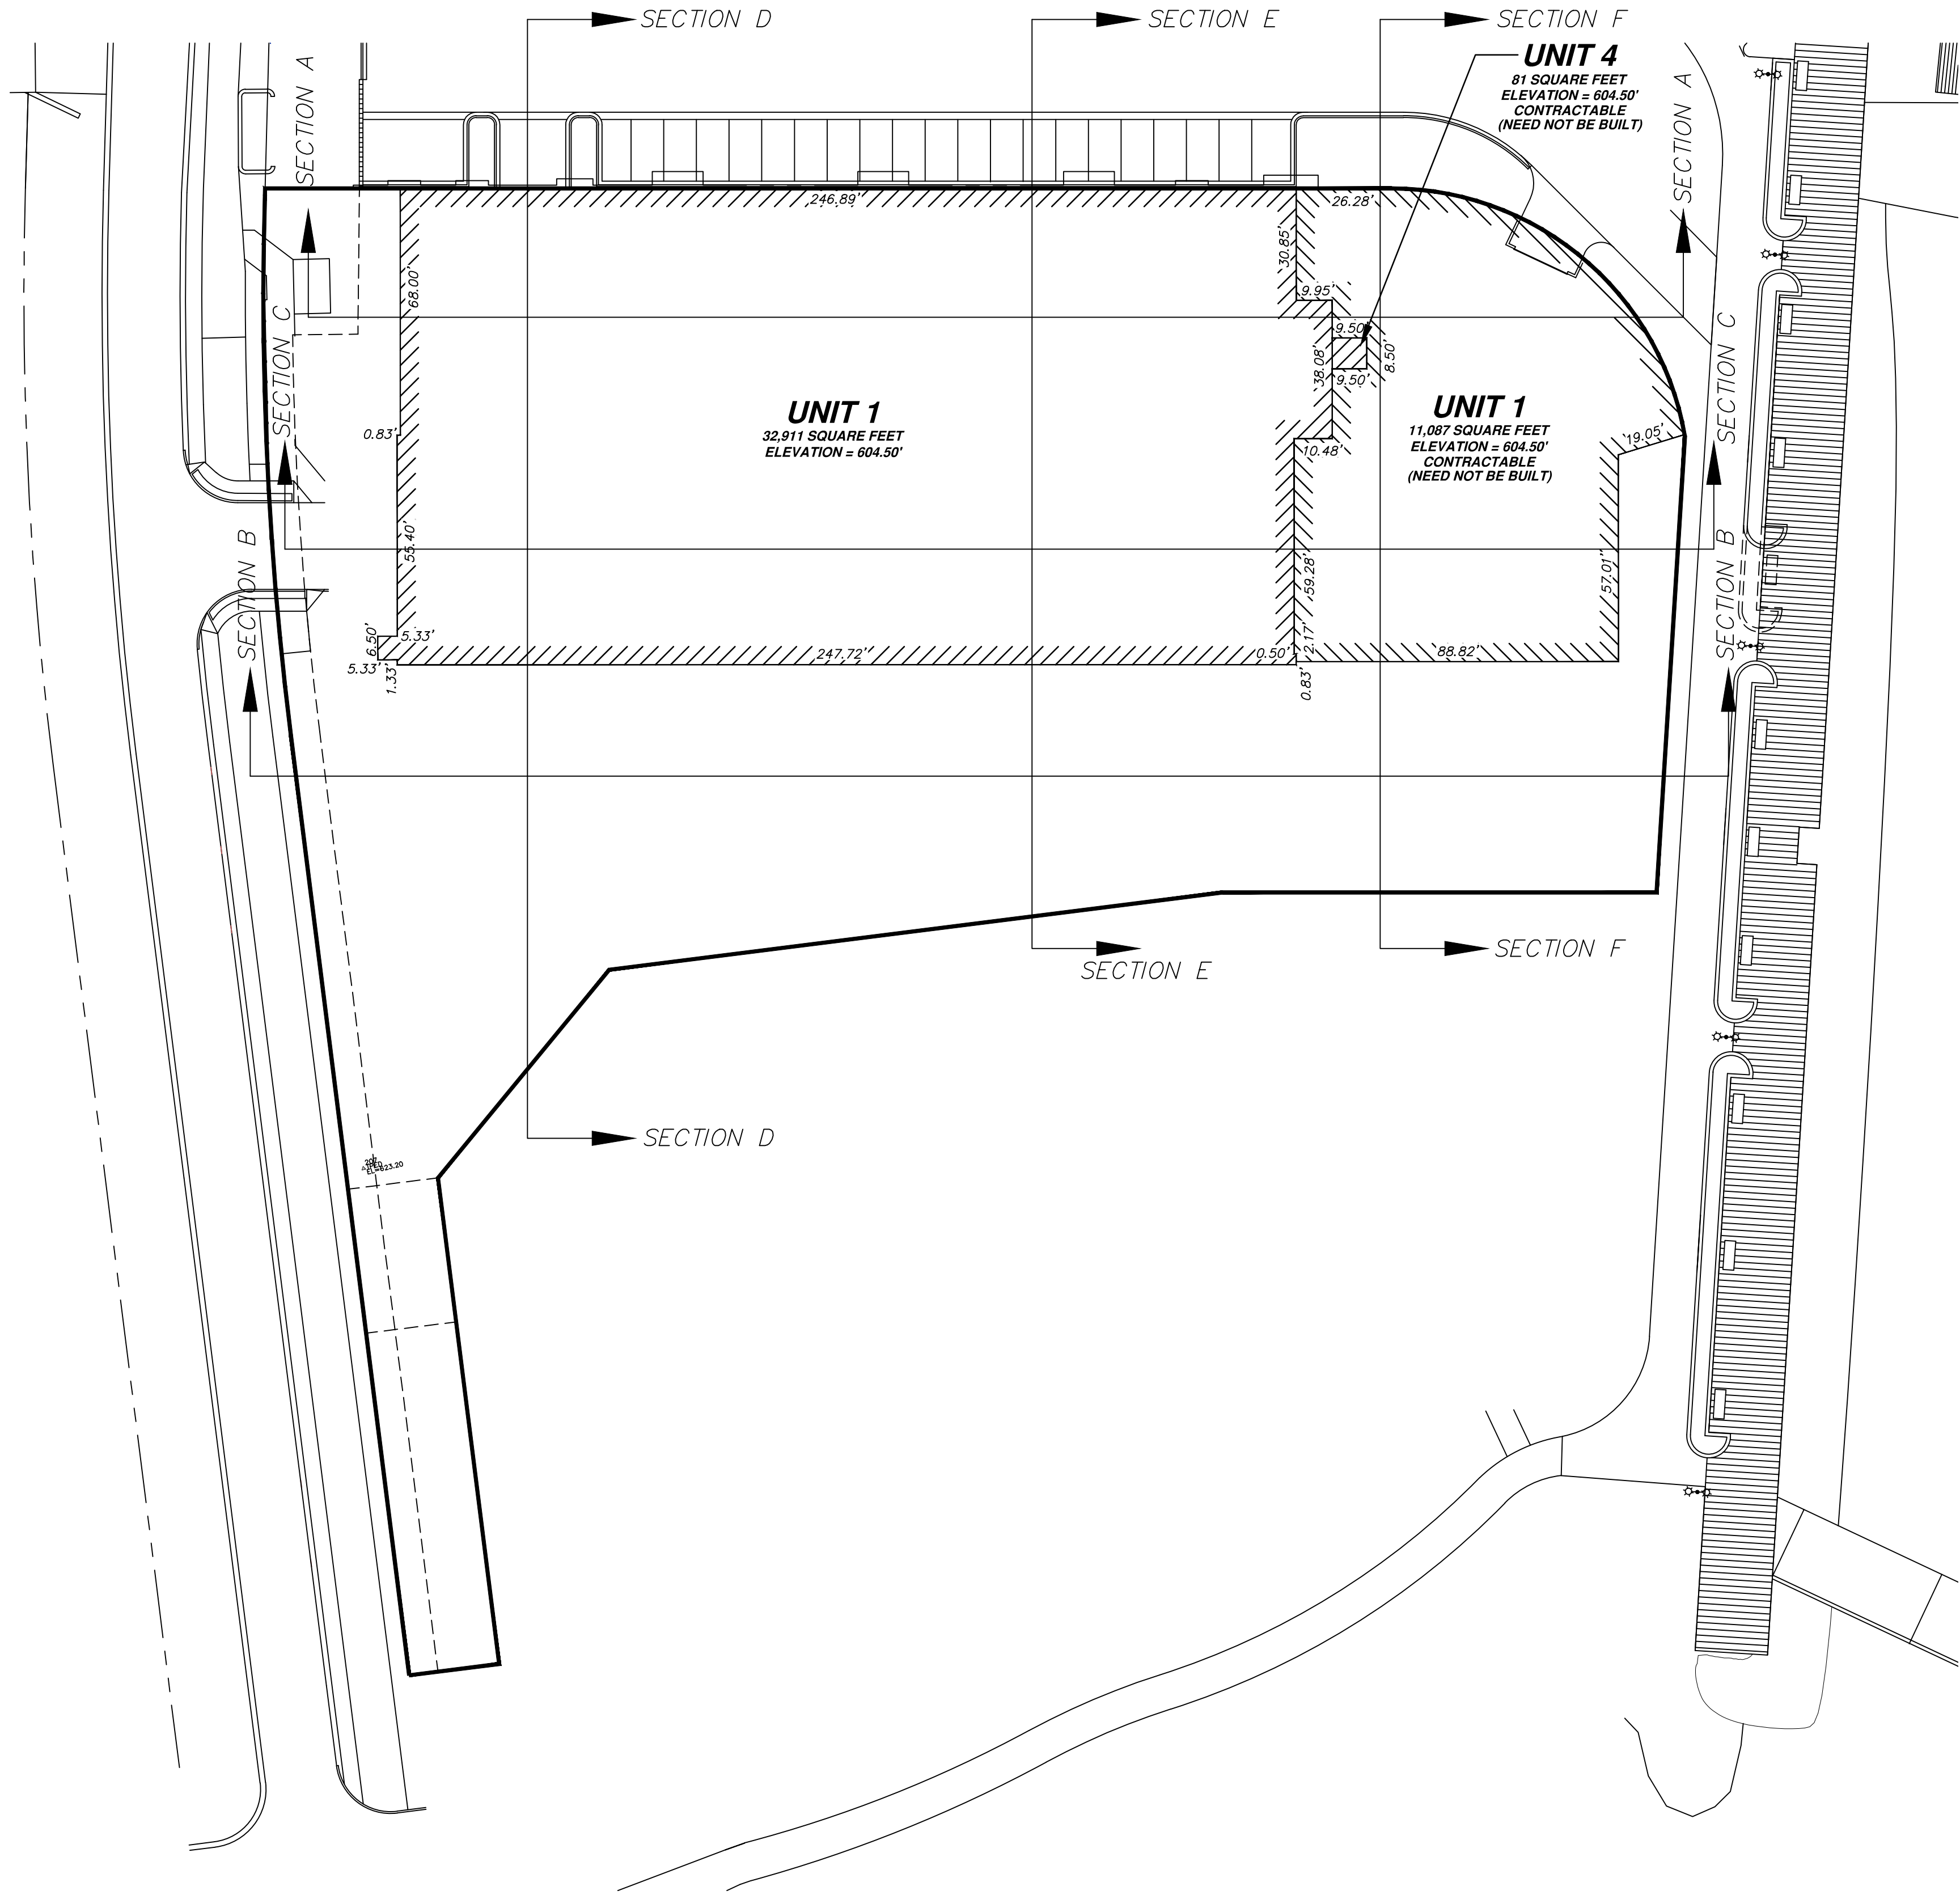 SECTION D
SECTION E
SECTION F
UNIT 4
81 SQUARE FEET
ELEVATION = 604.50'
CONTRACTABLE
(NEED NOT BE BUILT)
SECTION A
SECTION A
246.89'
26.28'
30.85'
68.00'
9.95'
9.50'
8.50'
38.08'
9.50'
SECTION C
SECTION C
UNIT 1
32,911 SQUARE FEET
ELEVATION = 604.50'
UNIT 1
11,087 SQUARE FEET
ELEVATION = 604.50'
CONTRACTABLE
(NEED NOT BE BUILT)
0.83'
19.05'
10.48'
55.40'
59.28'
57.01"
SECTION B
SECTION B
6.50'
5.33'
247.72'
0.50'
2.17'
88.82'
5.33'
1.33'
0.83'
SECTION E
SECTION F
SECTION D
207